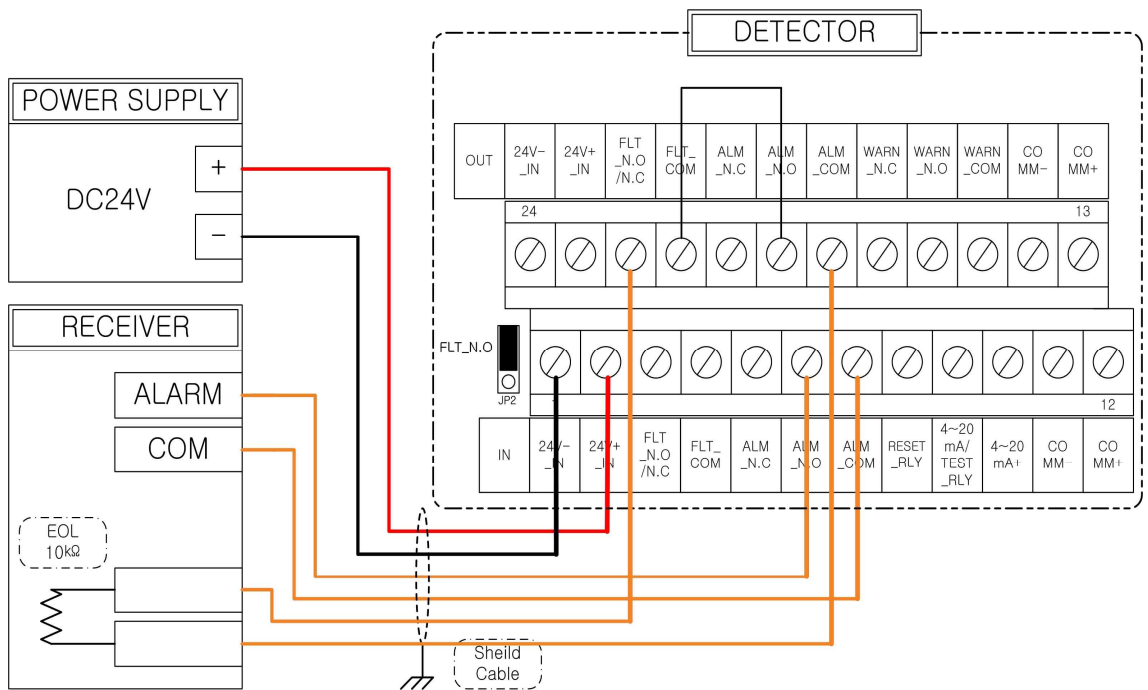 DETECTOR
POWER SUPPLY
DC24V
+
−
RECEIVER
ALARM
COM
EOL
10kΩ
OUT
24V-
_IN
24V+
_IN
FLT
_N.O
/N.C
FLT_
COM
ALM
_N.C
ALM
_N.O
ALM
_COM
WARN
_N.C
WARN
_N.O
WARN
_COM
CO
MM-
CO
MM+
24
13
FLT_N.O
JP2
12
IN
24V-
_IN
24V+
_IN
FLT
_N.O
/N.C
FLT_
COM
ALM
_N.C
ALM
_N.O
ALM
_COM
RESET
_RLY
4~20
mA/
TEST
_RLY
4~20
mA+
CO
MM-
CO
MM+
Sheild
Cable